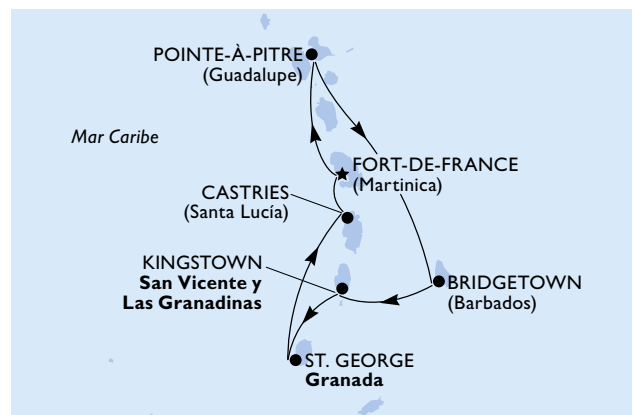 POINTE-À-PITRE
(Guadalupe)
Mar Caribe
FORT-DE-FRANCE
(Martinica)
CASTRIES
(Santa Lucía)
KINGSTOWN
San Vicente y
Las Granadinas
BRIDGETOWN
(Barbados)
ST. GEORGE
Granada